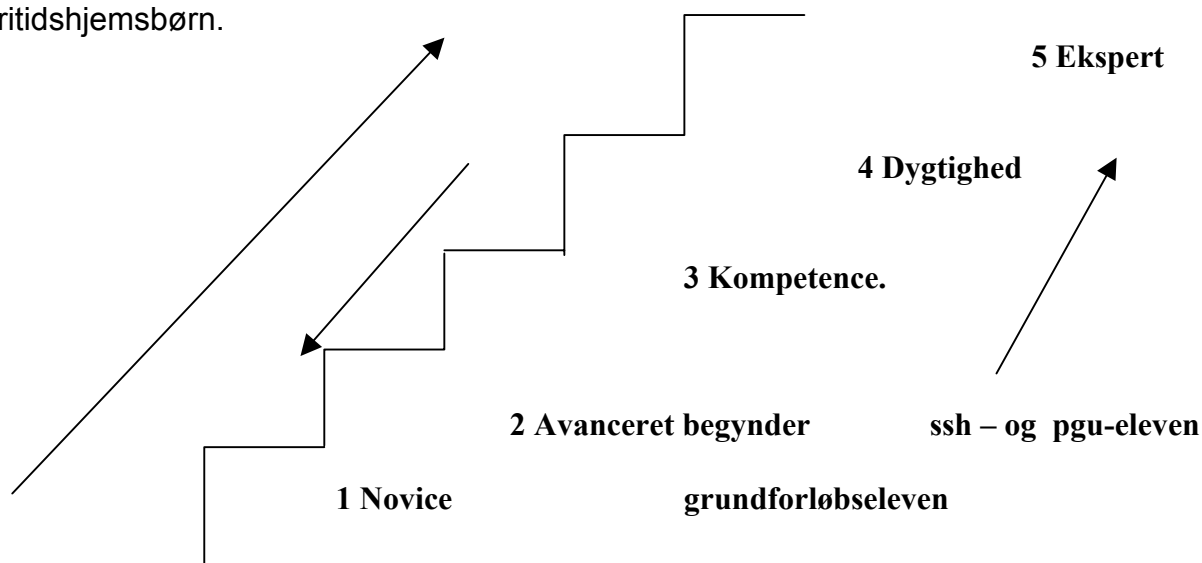 ritidshjemsbørn.
5 Ekspert
4 Dygtighed
3 Kompetence.
2 Avanceret begynder ssh – og pgu-eleven
1 Novice grundforløbseleven